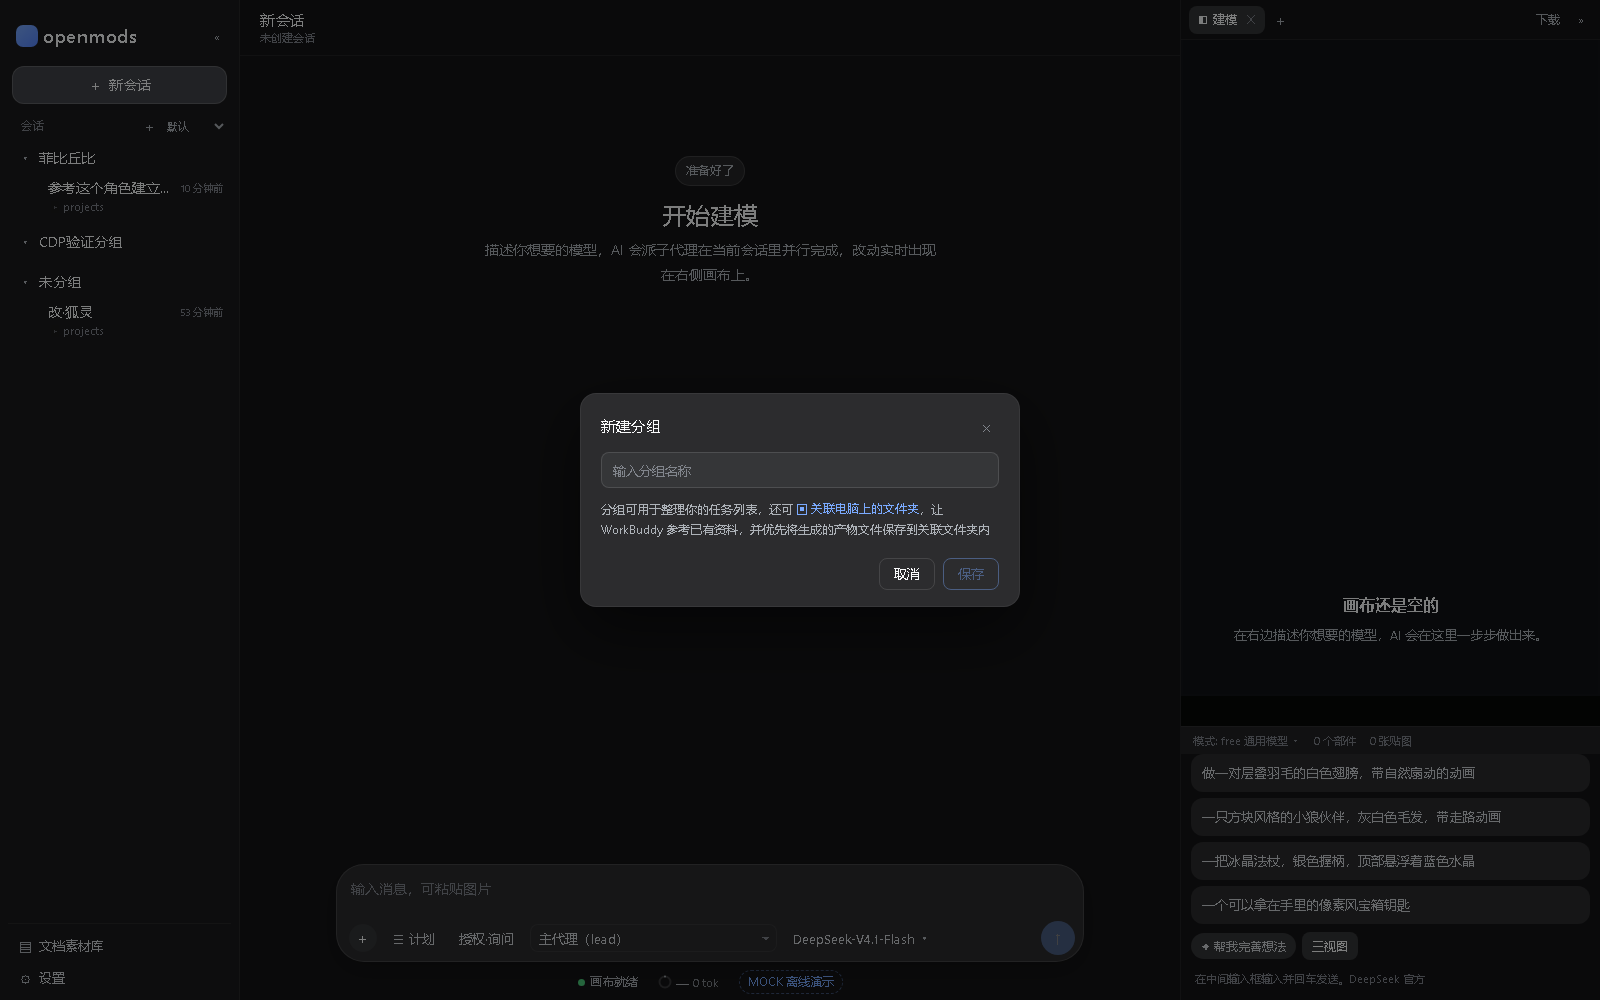 openmods
«
+ 新会话
会话
+ 默认
菲比丘比
参考这个角色建立... 10 分钟前
projects
CDP验证分组
未分组
改·狐灵 53 分钟前
projects
文档素材库
设置
新会话
未创建会话
准备好了
开始建模
描述你想要的模型，AI 会派子代理在当前会话里并行完成，改动实时出现
在右侧画布上。
新建分组
×
输入分组名称
分组可用于整理你的任务列表，还可 关联电脑上的文件夹，让
WorkBuddy 参考已有资料，并优先将生成的产物文件保存到关联文件夹内
取消
保存
输入消息，可粘贴图片
+ 计划 授权·询问 主代理（lead） DeepSeek-V4.1-Flash
画布就绪 — 0 tok MOCK 离线演示
建模 × +
下载 »
画布还是空的
在右边描述你想要的模型，AI 会在这里一步步做出来。
模式: free 通用模型 0 个部件 0 张贴图
做一对层叠羽毛的白色翅膀，带自然扇动的动画
一只方块风格的小狼伙伴，灰白色毛发，带走路动画
一把冰晶法杖，银色握柄，顶部悬浮着蓝色水晶
一个可以拿在手里的像素风宝箱钥匙
帮我完善想法 三视图
在中间输入框输入并回车发送。DeepSeek 官方